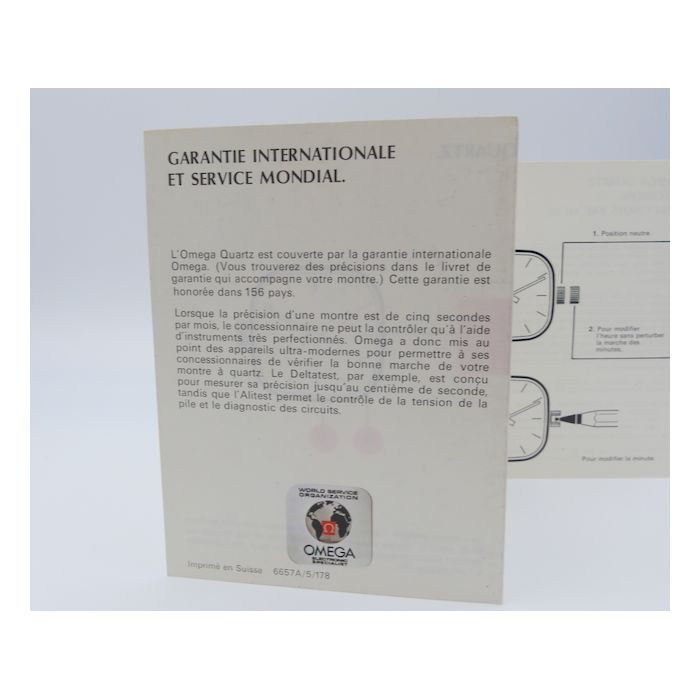 GARANTIE INTERNATIONALE
ET SERVICE MONDIAL.
L'Omega Quartz est couverte par la garantie internationale
Omega. (Vous trouverez des précisions dans le livret de
garantie qui accompagne votre montre.) Cette garantie est
honorée dans 156 pays.
Lorsque la précision d'une montre est de cinq secondes
par mois, le concessionnaire ne peut la contrôler qu'à l'aide
d'instruments très perfectionnés. Omega a donc mis au
point des appareils ultra-modernes pour permettre à ses
concessionnaires de vérifier la bonne marche de votre
montre à quartz. Le Deltatest, par exemple, est conçu
pour mesurer sa précision jusqu'au centième de seconde,
tandis que l'Alitest permet le contrôle de la tension de la
pile et le diagnostic des circuits.
WORLD SERVICE
ORGANIZATION
Ω
OMEGA
ELECTRONIC
SPECIALIST
Imprimé en Suisse 6657A/5/178
QUARTZ.
1. Position neutre.
2. Pour modifier
l'heure sans perturber
la marche des
minutes.
Pour modifier la minute.